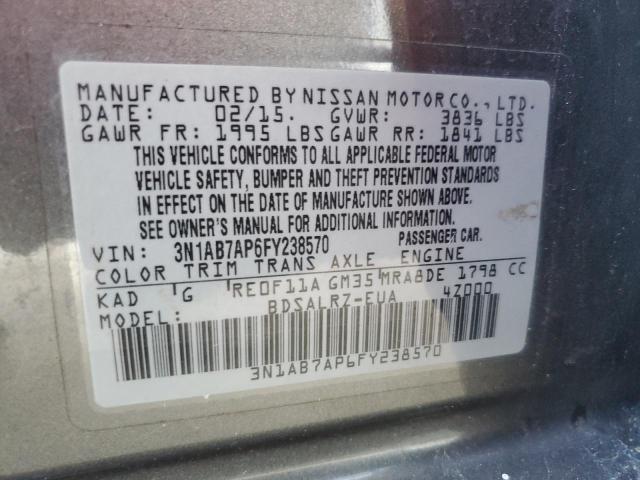 MANUFACTURED BY NISSAN MOTOR CO., LTD.
DATE: 02/15. GVWR: 3836 LBS
GAWR FR: 1995 LBS GAWR RR: 1841 LBS
THIS VEHICLE CONFORMS TO ALL APPLICABLE FEDERAL MOTOR
VEHICLE SAFETY, BUMPER AND THEFT PREVENTION STANDARDS
IN EFFECT ON THE DATE OF MANUFACTURE SHOWN ABOVE.
SEE OWNER'S MANUAL FOR ADDITIONAL INFORMATION.
VIN: 3N1AB7AP6FY238570 PASSENGER CAR.
COLOR TRIM TRANS AXLE ENGINE
KAD G RE0F11A GM35 MRA8DE 1798 CC
MODEL: BDSALRZ-EUA 4Z000
3N1AB7AP6FY238570